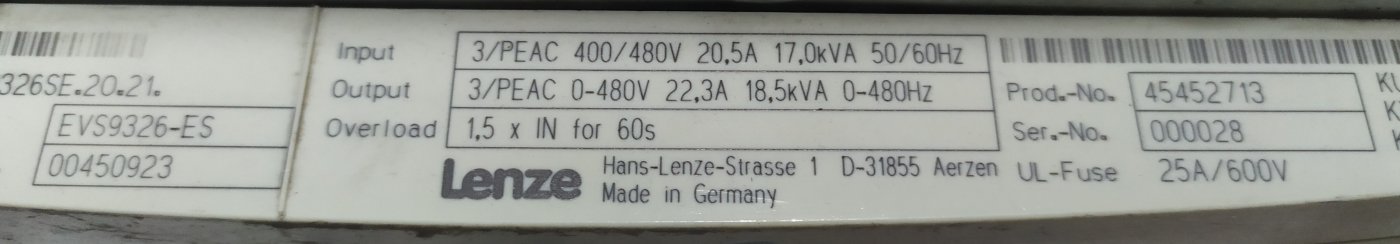 326SE.20.21.
EVS9326-ES
00450923
Input 3/PEAC 400/480V 20,5A 17,0kVA 50/60Hz
Output 3/PEAC 0-480V 22,3A 18,5kVA 0-480Hz
Overload 1,5 x IN for 60s
Lenze Hans-Lenze-Strasse 1 D-31855 Aerzen
Made in Germany
Prod.-No. 45452713
Ser.-No. 000028
UL-Fuse 25A/600V